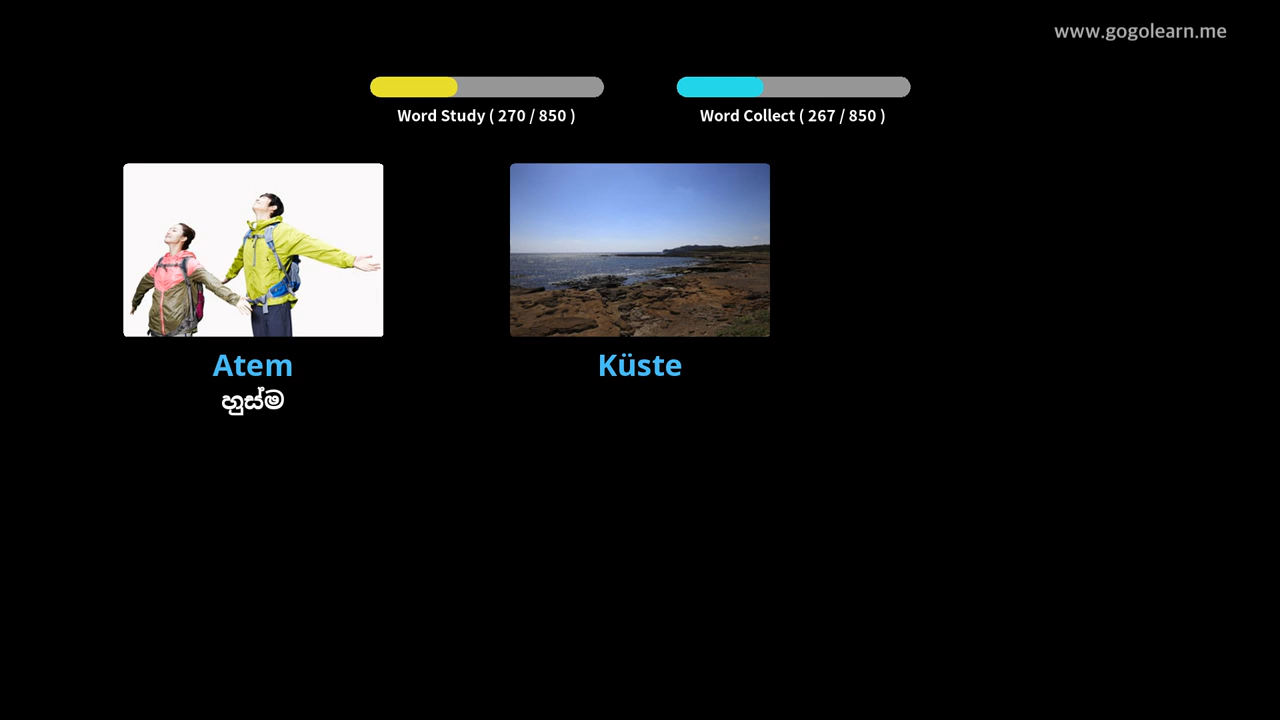 www.gogolearn.me
Word Study ( 270 / 850 )
Word Collect ( 267 / 850 )
Atem
හුස්ම
Küste